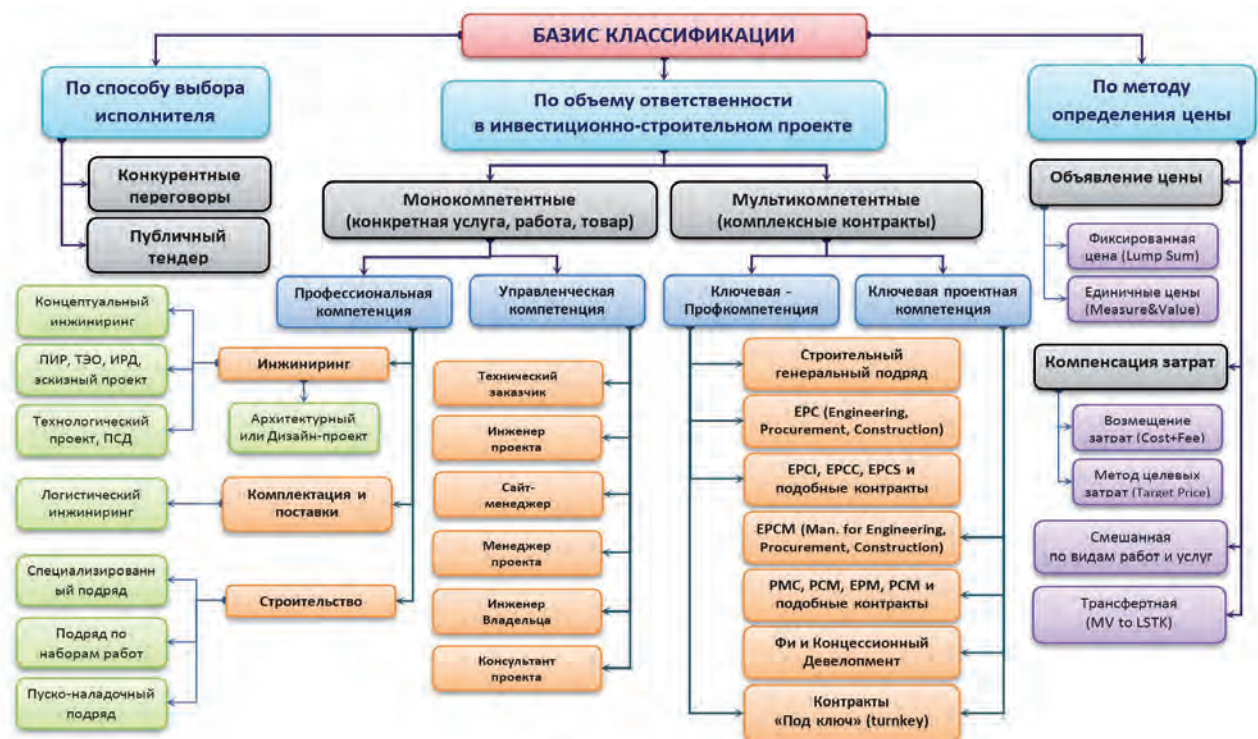 БАЗИС КЛАССИФИКАЦИИ
По способу выбора
исполнителя
Конкурентные
переговоры
Публичный
тендер
По объему ответственности
в инвестиционно-строительном проекте
Монокомпетентные
(конкретная услуга, работа, товар)
Мультикомпетентные
(комплексные контракты)
Профессиональная
компетенция
Управленческая
компетенция
Ключевая -
Профкомпетенция
Ключевая проектная
компетенция
Концептуальный
инжиниринг
ПИР, ТЭО, ИРД,
эскизный проект
Технологический
проект, ПСД
Инжиниринг
Архитектурный
или Дизайн-проект
Логистический
инжиниринг
Комплектация и
поставки
Специализированн
ый подряд
Подряд по
наборам работ
Пуско-наладочный
подряд
Строительство
Технический
заказчик
Инженер
проекта
Сайт-
менеджер
Менеджер
проекта
Инженер
Владельца
Консультант
проекта
Строительный
генеральный подряд
EPC (Engineering,
Procurement, Construction)
EPCI, EPCC, EPCS и
подобные контракты
EPCM (Man. for Engineering,
Procurement, Construction)
PMC, PCM, EPM, PCM и
подобные контракты
Фи и Концессионный
Девелопмент
Контракты
«Под ключ» (turnkey)
По методу
определения цены
Объявление цены
Фиксированная
цена (Lump Sum)
Единичные цены
(Measure&Value)
Компенсация затрат
Возмещение
затрат (Cost+Fee)
Метод целевых
затрат (Target Price)
Смешанная
по видам работ и услуг
Трансфертная
(MV to LSTK)